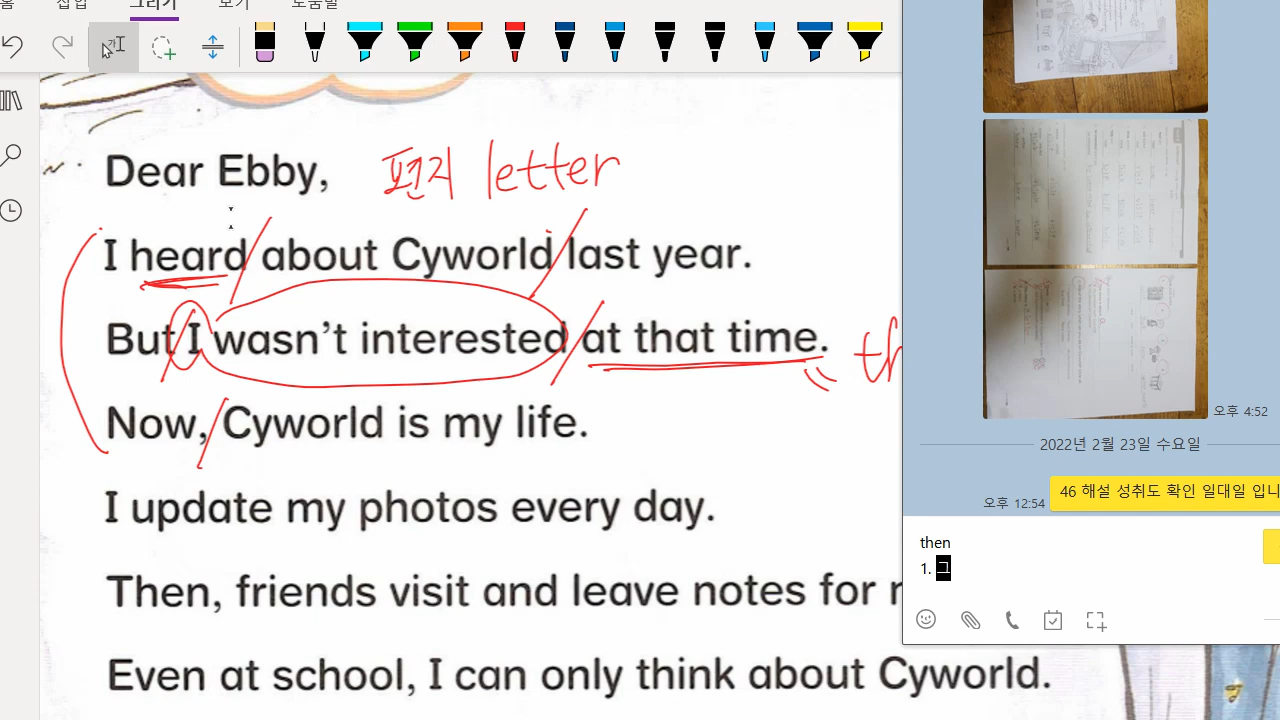 삽입
그리기
보기
도움말
Dear Ebby,
편지 letter
I heard about Cyworld last year.
But I wasn't interested at that time.
Now, Cyworld is my life.
I update my photos every day.
Then, friends visit and leave notes for
Even at school, I can only think about Cyworld.
오후 4:52
2022년 2월 23일 수요일
오후 12:54
46 해설 성취도 확인 일대일 입니
then
1. 그